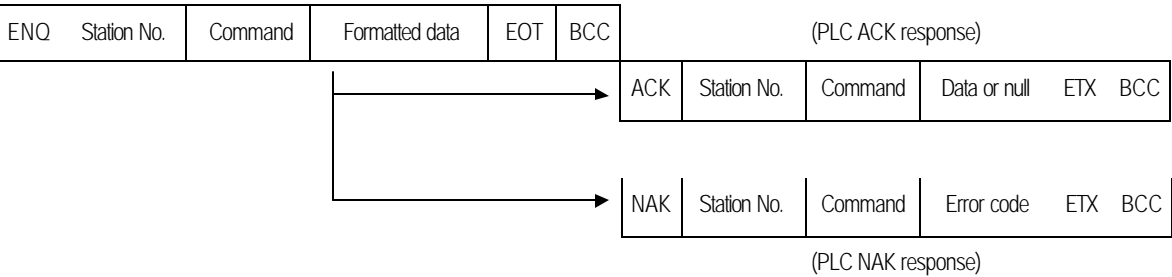 ENQ Station No. Command Formatted data EOT BCC (PLC ACK response)
ACK Station No. Command Data or null ETX BCC
NAK Station No. Command Error code ETX BCC
(PLC NAK response)